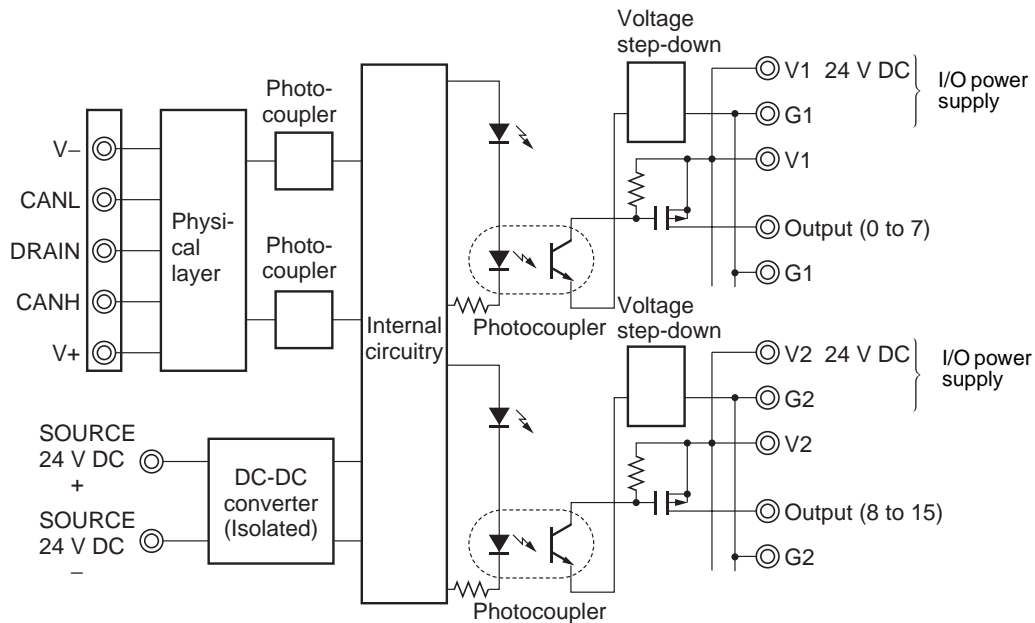 Voltage
step-down
V1 24 V DC
I/O power
supply
Photo-
coupler
G1
V–
V1
CANL
Physi-
cal
layer
Output (0 to 7)
DRAIN
Photo-
coupler
G1
CANH
Internal
circuitry
Photocoupler
Voltage
step-down
V+
V2 24 V DC
I/O power
supply
G2
SOURCE
24 V DC
+
V2
DC-DC
converter
(Isolated)
SOURCE
24 V DC
–
Output (8 to 15)
G2
Photocoupler